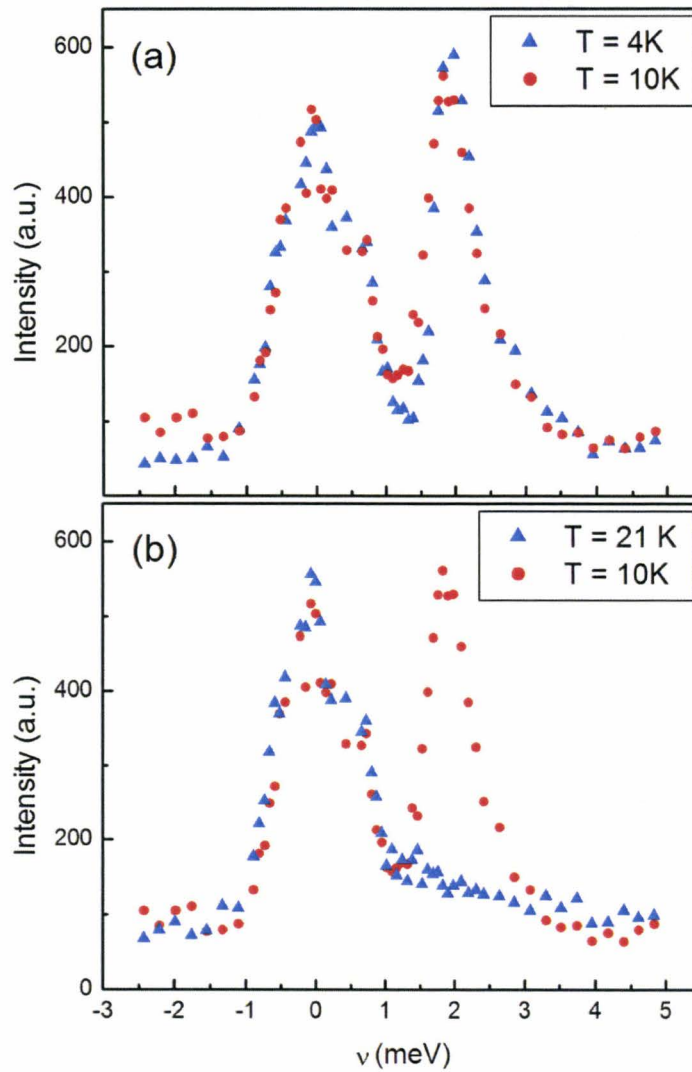 (a)
T = 4K
T = 10K
600
400
200
Intensity (a.u.)
(b)
T = 21 K
T = 10K
600
400
200
0
Intensity (a.u.)
-3 -2 -1 0 1 2 3 4 5
ν (meV)